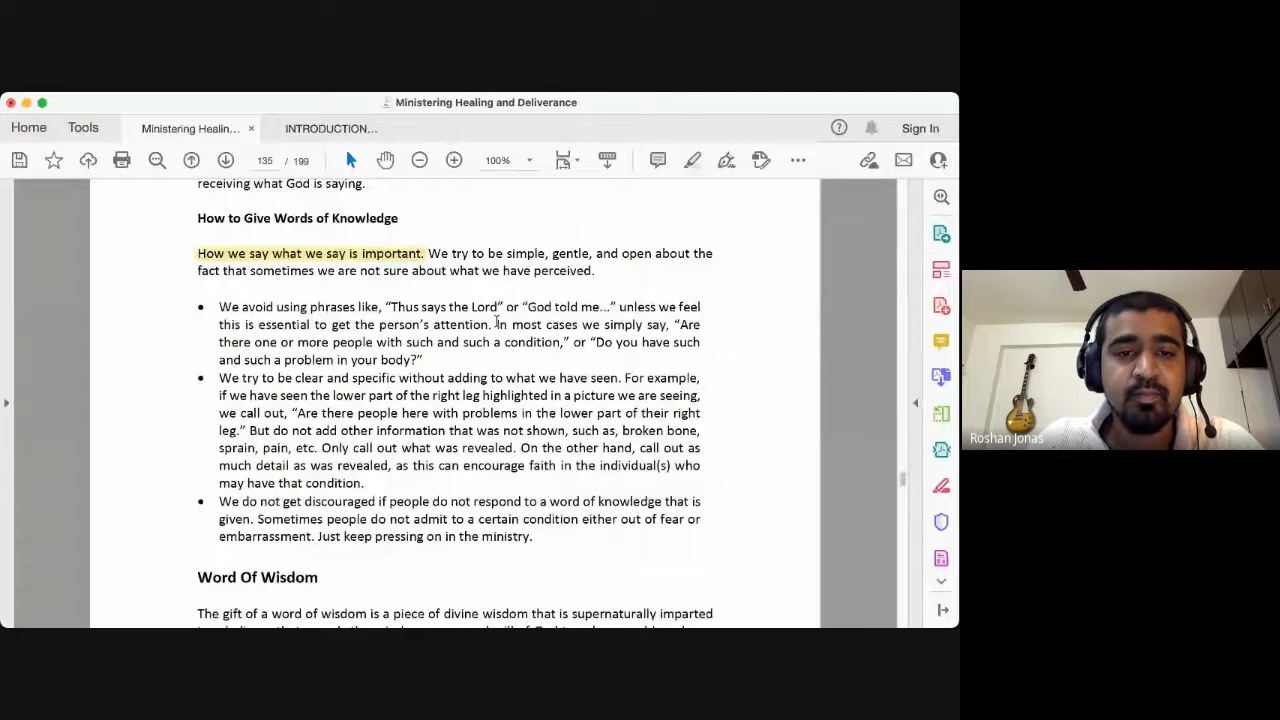 Ministering Healing and Deliverance
Home
Tools
Ministering Healin...
×
INTRODUCTION...
Sign In
135 / 199
100%
receiving what God is saying.
How to Give Words of Knowledge
How we say what we say is important. We try to be simple, gentle, and open about the
fact that sometimes we are not sure about what we have perceived.
• We avoid using phrases like, “Thus says the Lord” or “God told me...” unless we feel
this is essential to get the person’s attention. In most cases we simply say, “Are
there one or more people with such and such a condition,” or “Do you have such
and such a problem in your body?”
• We try to be clear and specific without adding to what we have seen. For example,
if we have seen the lower part of the right leg highlighted in a picture we are seeing,
we call out, “Are there people here with problems in the lower part of their right
leg.” But do not add other information that was not shown, such as, broken bone,
sprain, pain, etc. Only call out what was revealed. On the other hand, call out as
much detail as was revealed, as this can encourage faith in the individual(s) who
may have that condition.
• We do not get discouraged if people do not respond to a word of knowledge that is
given. Sometimes people do not admit to a certain condition either out of fear or
embarrassment. Just keep pressing on in the ministry.
Word Of Wisdom
The gift of a word of wisdom is a piece of divine wisdom that is supernaturally imparted
Roshan Jonas